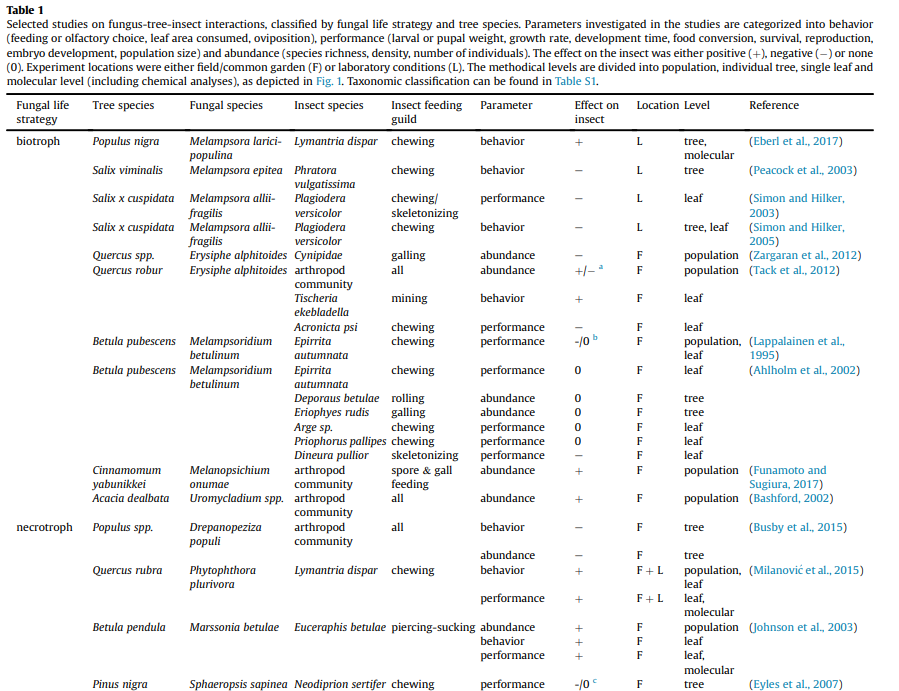 Table 1
Selected studies on fungus-tree-insect interactions, classified by fungal life strategy and tree species. Parameters investigated in the studies are categorized into behavior
(feeding or olfactory choice, leaf area consumed, oviposition), performance (larval or pupal weight, growth rate, development time, food conversion, survival, reproduction,
embryo development, population size) and abundance (species richness, density, number of individuals). The effect on the insect was either positive (+), negative (−) or none
(0). Experiment locations were either field/common garden (F) or laboratory conditions (L). The methodical levels are divided into population, individual tree, single leaf and
molecular level (including chemical analyses), as depicted in Fig. 1. Taxonomic classification can be found in Table S1.
Fungal life Tree species Fungal species Insect species Insect feeding Parameter Effect on Location Level Reference
strategy guild insect
biotroph Populus nigra Melampsora larici- Lymantria dispar chewing behavior + L tree, (Eberl et al., 2017)
populina molecular
Salix viminalis Melampsora epitea Phratora chewing behavior − L tree (Peacock et al., 2003)
vulgatissima
Salix x cuspidata Melampsora allii- Plagiodera chewing/ performance − L leaf (Simon and Hilker,
fragilis versicolor skeletonizing 2003)
Salix x cuspidata Melampsora allii- Plagiodera chewing behavior − L tree, leaf (Simon and Hilker,
fragilis versicolor 2005)
Quercus spp. Erysiphe alphitoides Cynipidae galling abundance − F population (Zargaran et al., 2012)
Quercus robur Erysiphe alphitoides arthropod all abundance +/− a F population (Tack et al., 2012)
community
Tischeria mining behavior + F leaf
ekebladella
Acronicta psi chewing performance − F leaf
Betula pubescens Melampsoridium Epirrita chewing performance -/0 b F population, (Lappalainen et al.,
betulinum autumnata leaf 1995)
Betula pubescens Melampsoridium Epirrita chewing performance 0 F leaf (Ahlholm et al., 2002)
betulinum autumnata
Deporaus betulae rolling abundance 0 F tree
Eriophyes rudis galling abundance 0 F tree
Arge sp. chewing performance 0 F leaf
Priophorus pallipes chewing performance 0 F leaf
Dineura pullior skeletonizing performance − F leaf
Cinnamomum Melanopsichium arthropod spore & gall abundance + F population (Funamoto and
yabunikkei onumae community feeding Sugiura, 2017)
Acacia dealbata Uromycladium spp. arthropod all abundance + F population (Bashford, 2002)
community
necrotroph Populus spp. Drepanopeziza arthropod all behavior − F tree (Busby et al., 2015)
populi community
abundance − F tree
Quercus rubra Phytophthora Lymantria dispar chewing behavior + F + L population, (Milanović et al., 2015)
plurivora leaf
performance + F + L leaf,
molecular
Betula pendula Marssonia betulae Euceraphis betulae piercing-sucking abundance + F population (Johnson et al., 2003)
behavior + F leaf
performance + F leaf,
molecular
Pinus nigra Sphaeropsis sapinea Neodiprion sertifer chewing performance -/0 c F tree (Eyles et al., 2007)